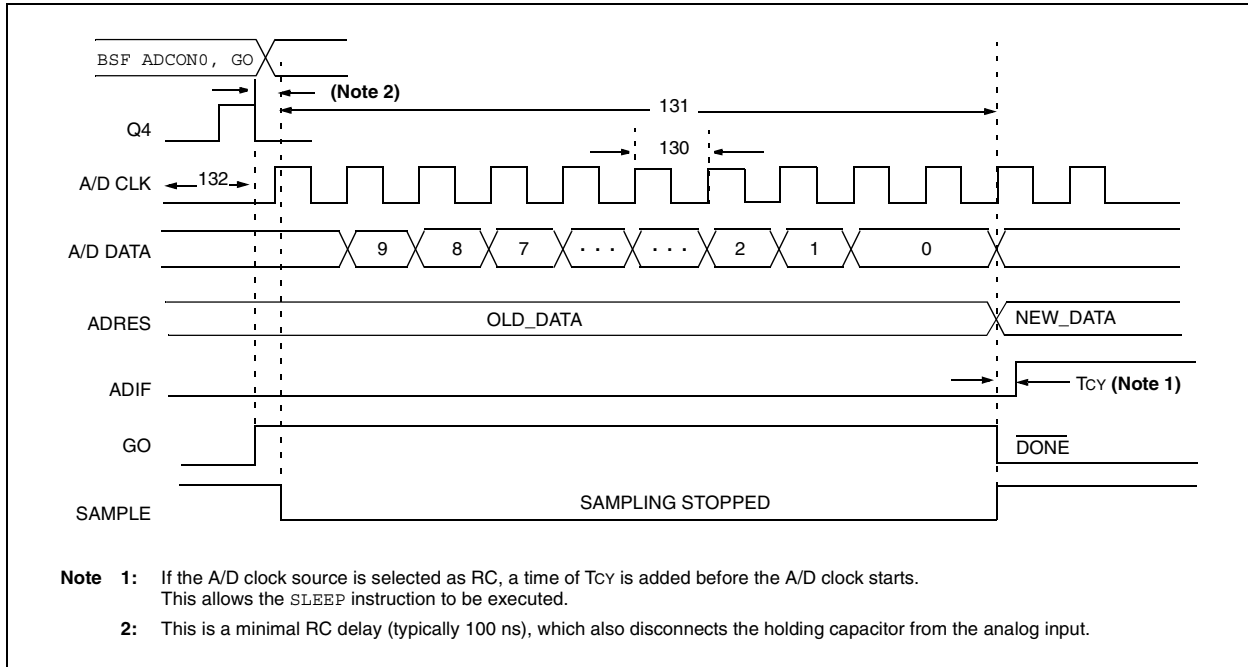 BSF ADCON0, GO
(Note 2)
131
Q4
130
A/D CLK
132
A/D DATA
9 8 7 · · · · · · 2 1 0
ADRES
OLD_DATA
NEW_DATA
ADIF
TCY (Note 1)
GO
DONE
SAMPLE
SAMPLING STOPPED
Note 1: If the A/D clock source is selected as RC, a time of TCY is added before the A/D clock starts.
This allows the SLEEP instruction to be executed.
2: This is a minimal RC delay (typically 100 ns), which also disconnects the holding capacitor from the analog input.